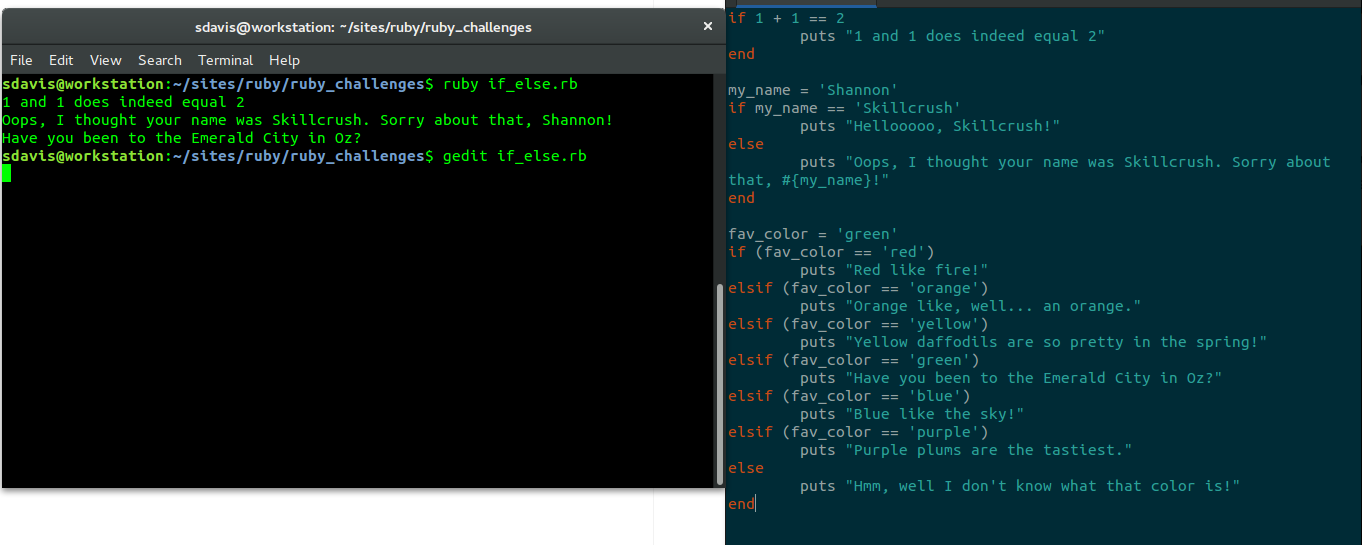 sdavis@workstation: ~/sites/ruby/ruby_challenges
×
File Edit View Search Terminal Help
sdavis@workstation:~/sites/ruby/ruby_challenges$ ruby if_else.rb
1 and 1 does indeed equal 2
Oops, I thought your name was Skillcrush. Sorry about that, Shannon!
Have you been to the Emerald City in Oz?
sdavis@workstation:~/sites/ruby/ruby_challenges$ gedit if_else.rb
if 1 + 1 == 2
        puts "1 and 1 does indeed equal 2"
end

my_name = 'Shannon'
if my_name == 'Skillcrush'
        puts "Hellooooo, Skillcrush!"
else
        puts "Oops, I thought your name was Skillcrush. Sorry about
that, #{my_name}!"
end

fav_color = 'green'
if (fav_color == 'red')
        puts "Red like fire!"
elsif (fav_color == 'orange')
        puts "Orange like, well... an orange."
elsif (fav_color == 'yellow')
        puts "Yellow daffodils are so pretty in the spring!"
elsif (fav_color == 'green')
        puts "Have you been to the Emerald City in Oz?"
elsif (fav_color == 'blue')
        puts "Blue like the sky!"
elsif (fav_color == 'purple')
        puts "Purple plums are the tastiest."
else
        puts "Hmm, well I don't know what that color is!"
end